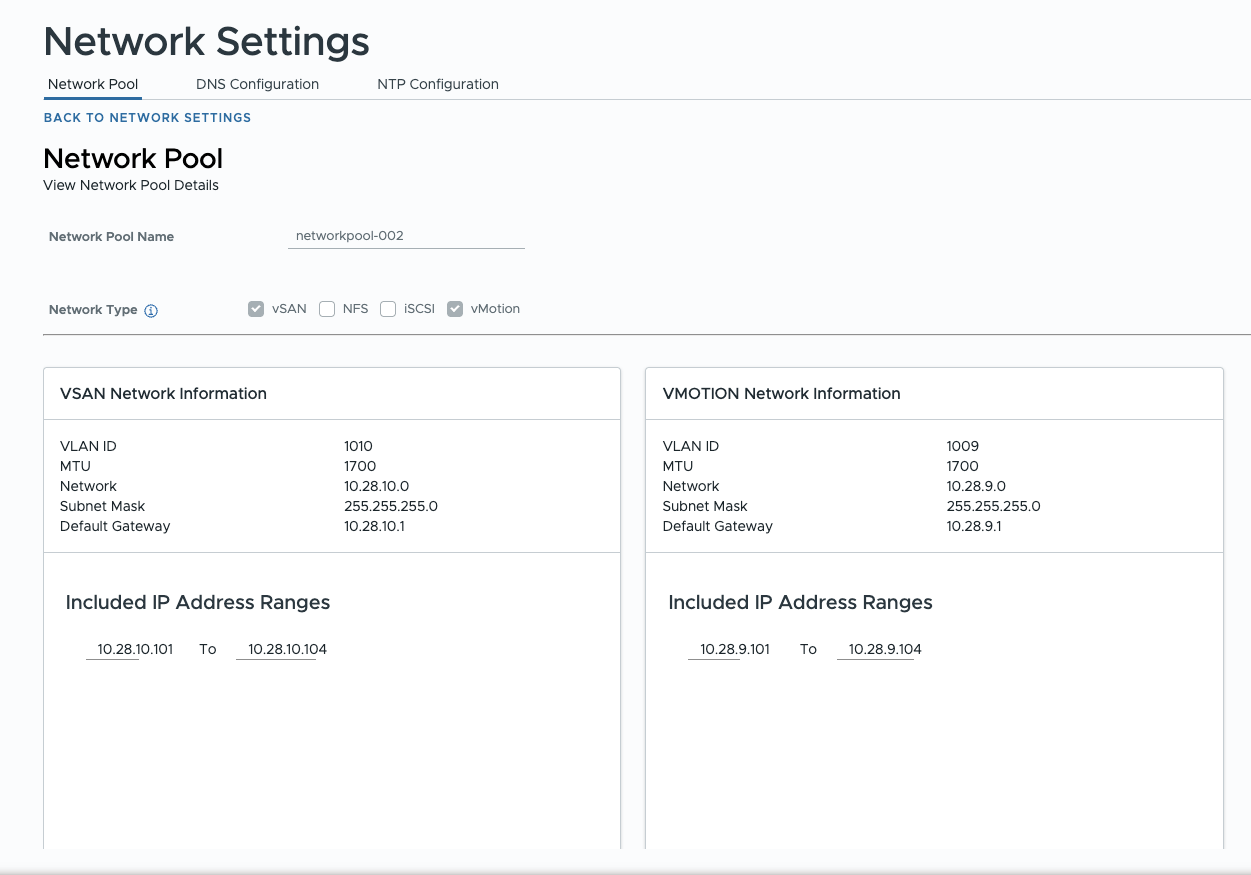 Network Settings
Network Pool DNS Configuration NTP Configuration
BACK TO NETWORK SETTINGS
Network Pool
View Network Pool Details
Network Pool Name networkpool-002
Network Type vSAN NFS iSCSI vMotion
VSAN Network Information
VLAN ID 1010
MTU 1700
Network 10.28.10.0
Subnet Mask 255.255.255.0
Default Gateway 10.28.10.1
Included IP Address Ranges
10.28.10.101 To 10.28.10.104
VMOTION Network Information
VLAN ID 1009
MTU 1700
Network 10.28.9.0
Subnet Mask 255.255.255.0
Default Gateway 10.28.9.1
Included IP Address Ranges
10.28.9.101 To 10.28.9.104